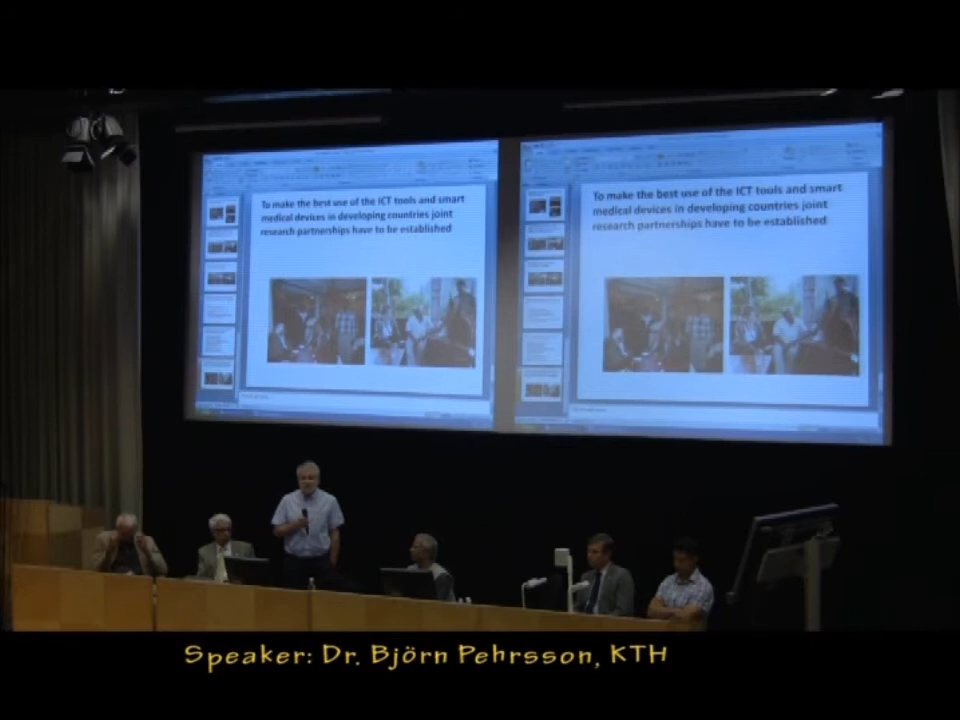 To make the best use of the ICT tools and smart
medical devices in developing countries joint
research partnerships have to be established
To make the best use of the ICT tools and smart
medical devices in developing countries joint
research partnerships have to be established
Speaker: Dr. Björn Pehrsson, KTH